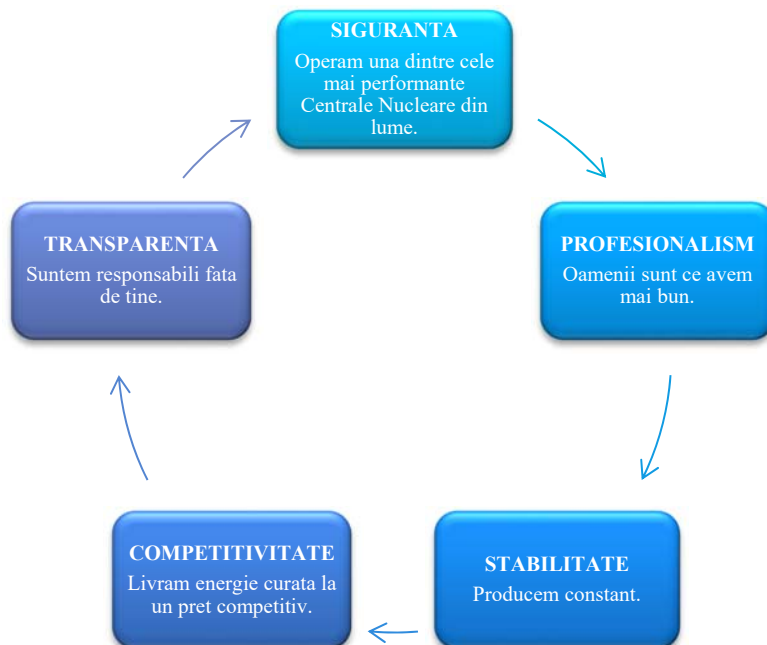 SIGURANTA
Operam una dintre cele
mai performante
Centrale Nucleare din
lume.
PROFESIONALISM
Oamenii sunt ce avem
mai bun.
STABILITATE
Producem constant.
COMPETITIVITATE
Livram energie curata la
un pret competitiv.
TRANSPARENTA
Suntem responsabili fata
de tine.